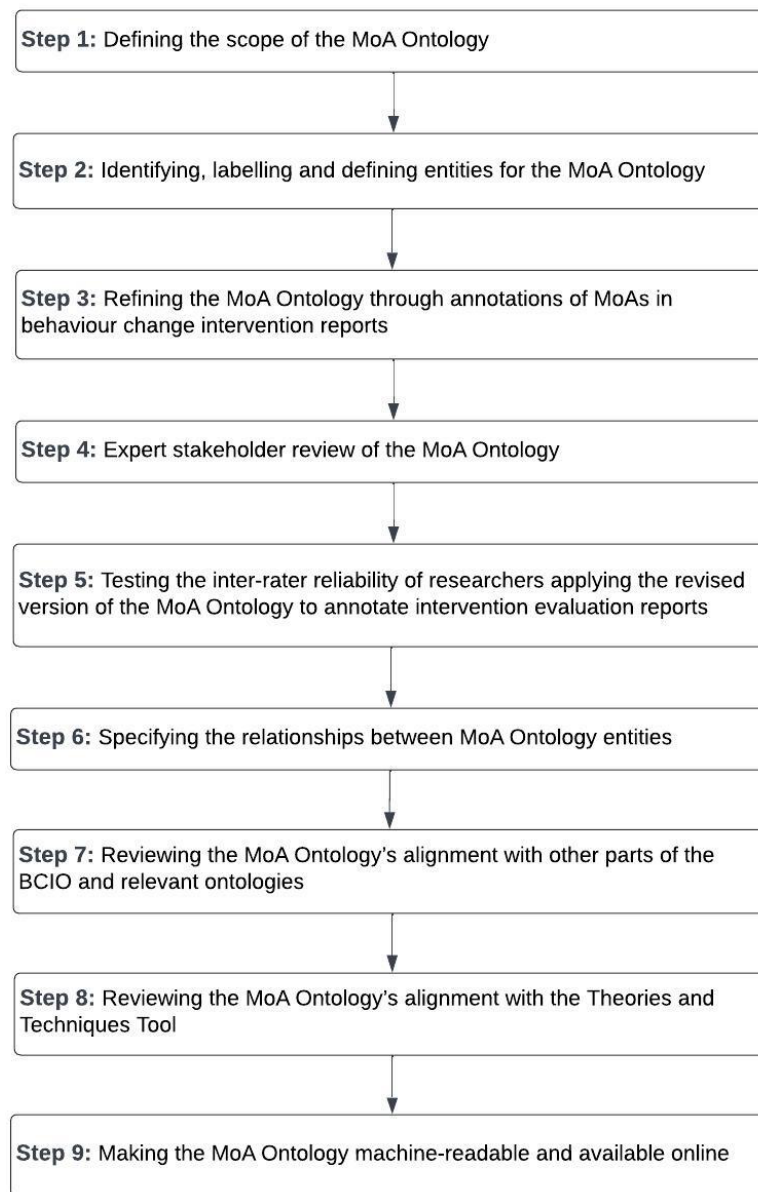 Step 1: Defining the scope of the MoA Ontology
Step 2: Identifying, labelling and defining entities for the MoA Ontology
Step 3: Refining the MoA Ontology through annotations of MoAs in
behaviour change intervention reports
Step 4: Expert stakeholder review of the MoA Ontology
Step 5: Testing the inter-rater reliability of researchers applying the revised
version of the MoA Ontology to annotate intervention evaluation reports
Step 6: Specifying the relationships between MoA Ontology entities
Step 7: Reviewing the MoA Ontology's alignment with other parts of the
BCIO and relevant ontologies
Step 8: Reviewing the MoA Ontology's alignment with the Theories and
Techniques Tool
Step 9: Making the MoA Ontology machine-readable and available online